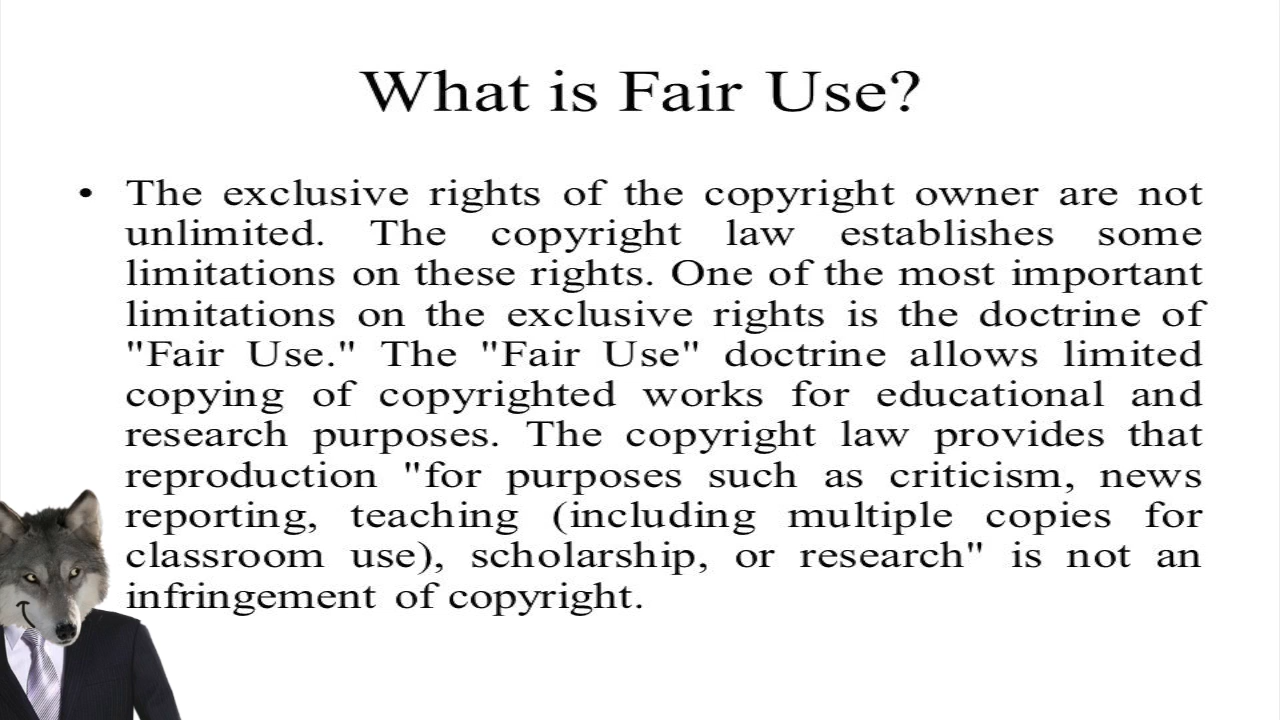 What is Fair Use?
• The exclusive rights of the copyright owner are not
unlimited. The copyright law establishes some
limitations on these rights. One of the most important
limitations on the exclusive rights is the doctrine of
"Fair Use." The "Fair Use" doctrine allows limited
copying of copyrighted works for educational and
research purposes. The copyright law provides that
reproduction "for purposes such as criticism, news
reporting, teaching (including multiple copies for
classroom use), scholarship, or research" is not an
infringement of copyright.